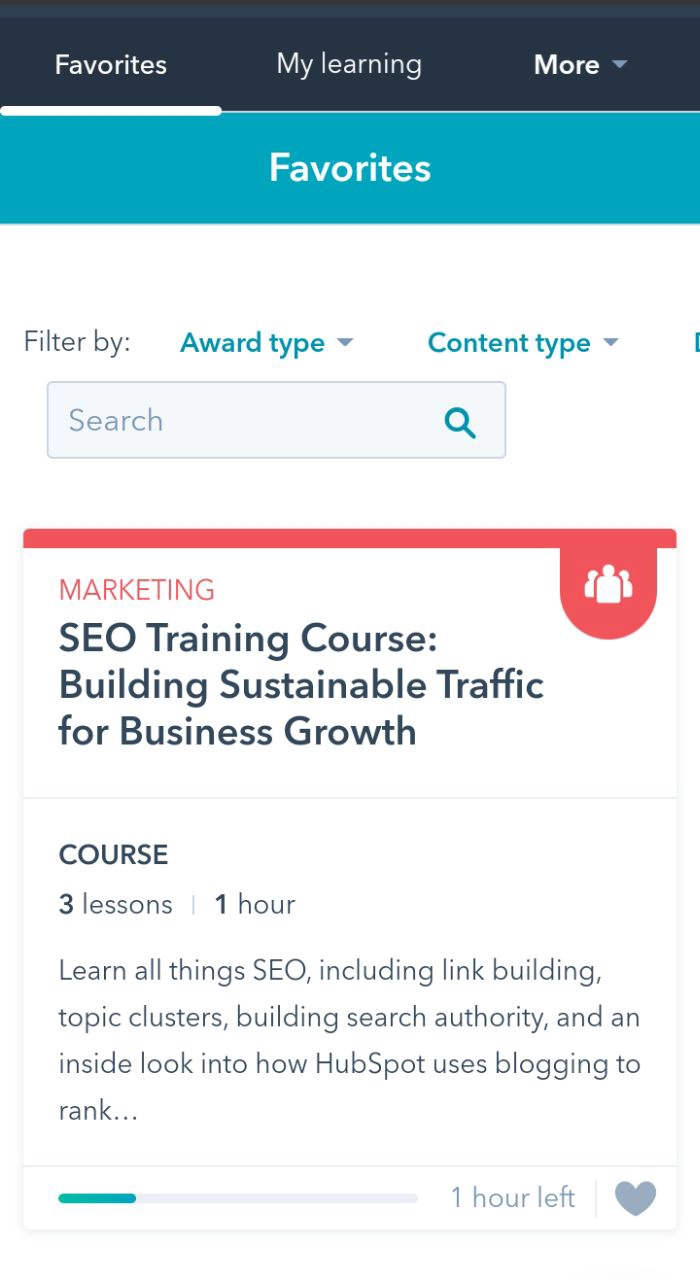 Favorites My learning More
Favorites
Filter by: Award type Content type
Search
MARKETING
SEO Training Course:
Building Sustainable Traffic
for Business Growth
COURSE
3 lessons | 1 hour
Learn all things SEO, including link building,
topic clusters, building search authority, and an
inside look into how HubSpot uses blogging to
rank…
1 hour left